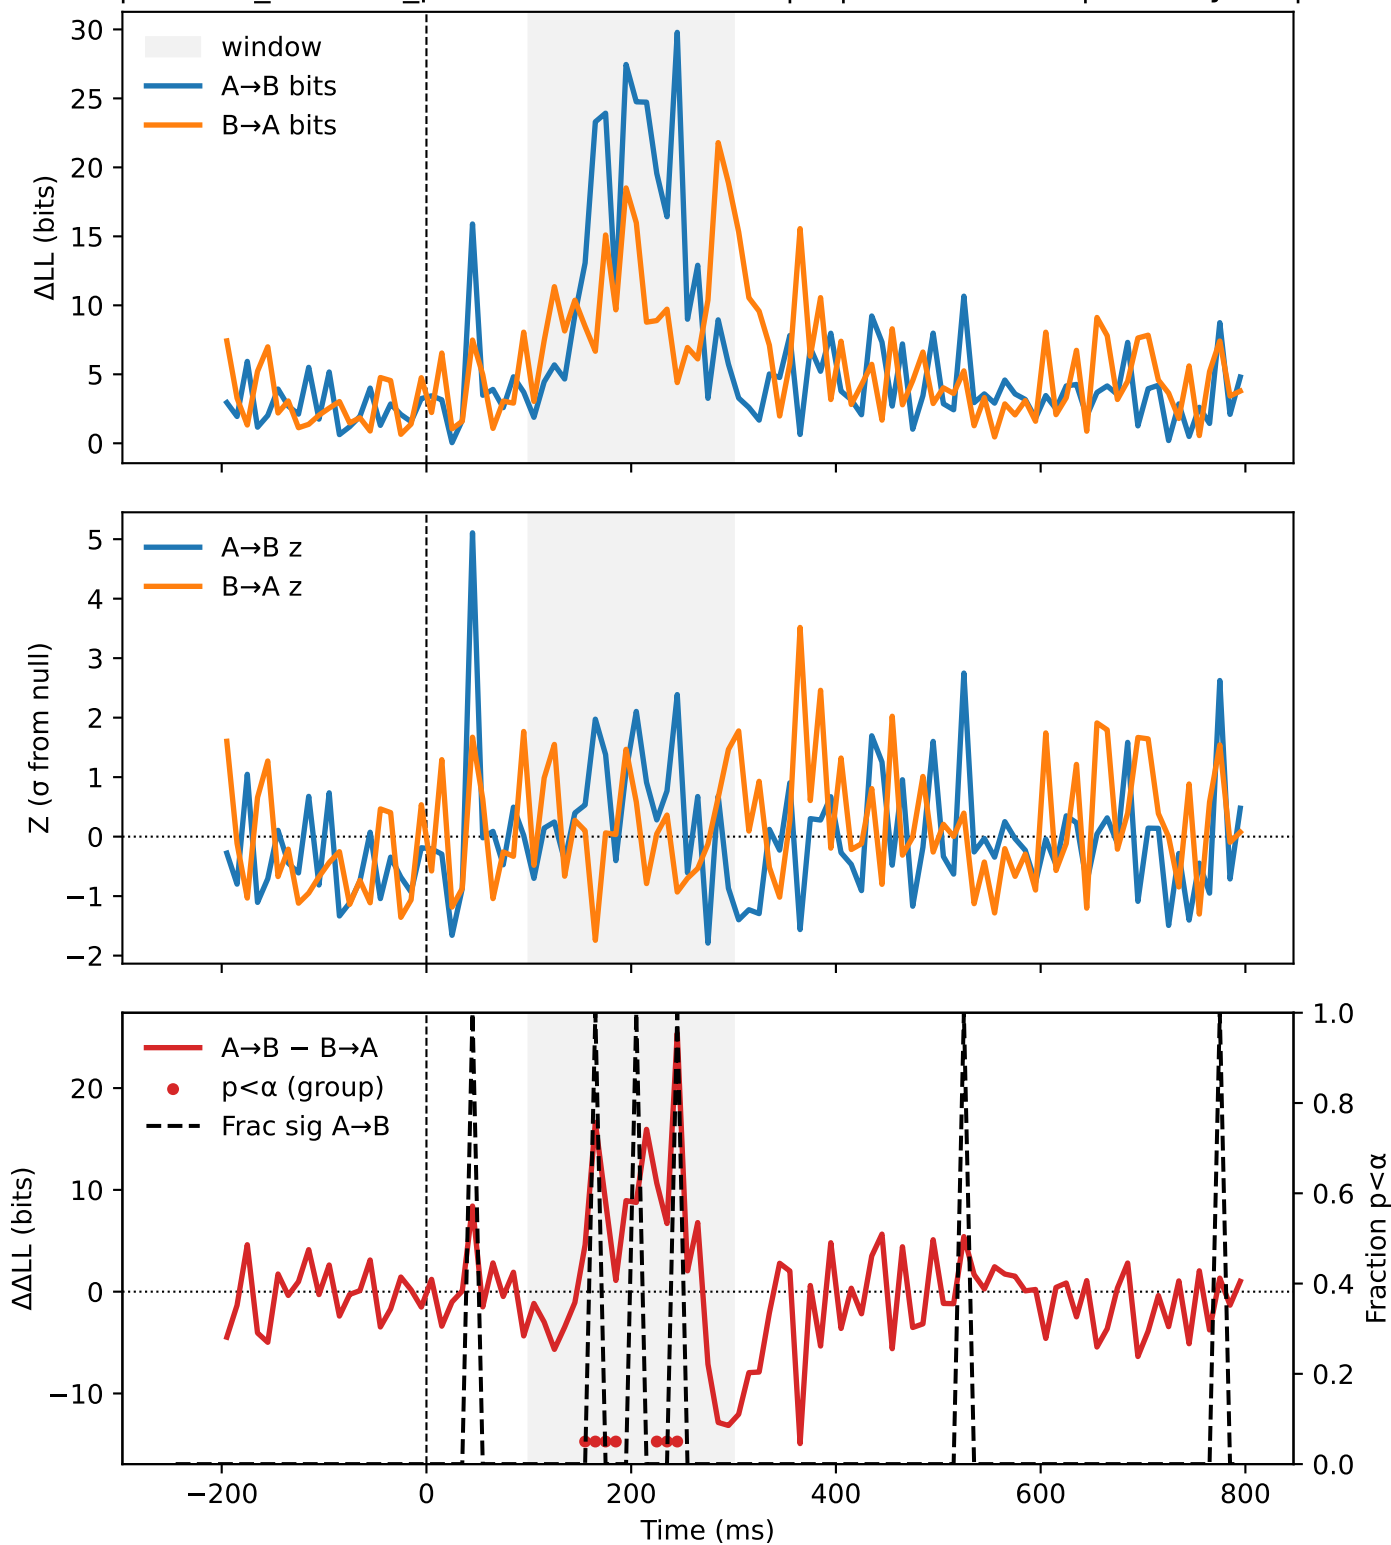 30
25
20
15
10
5
0
ΔLL (bits)
window
A→B bits
B→A bits
5
4
3
2
1
0
−1
−2
Z (σ from null)
A→B z
B→A z
20
10
0
−10
ΔΔLL (bits)
A→B − B→A
p<α (group)
Frac sig A→B
1.0
0.8
0.6
0.4
0.2
0.0
Fraction p<α
−200
0
200
400
600
800
Time (ms)